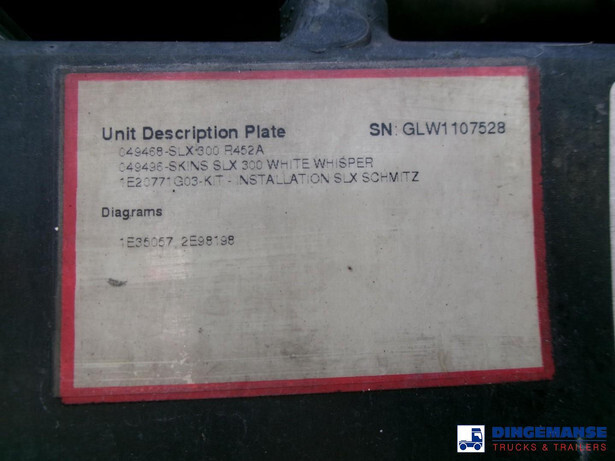 Unit Description Plate SN: GLW1107528
049468-SLX-300 R452A
049496-SKINS SLX 300 WHITE WHISPER
1E20771G03-KIT - INSTALLATION SLX SCHMITZ
Diagrams
1E35057, 2E98198
DINGEMANSE
TRUCKS & TRAILERS